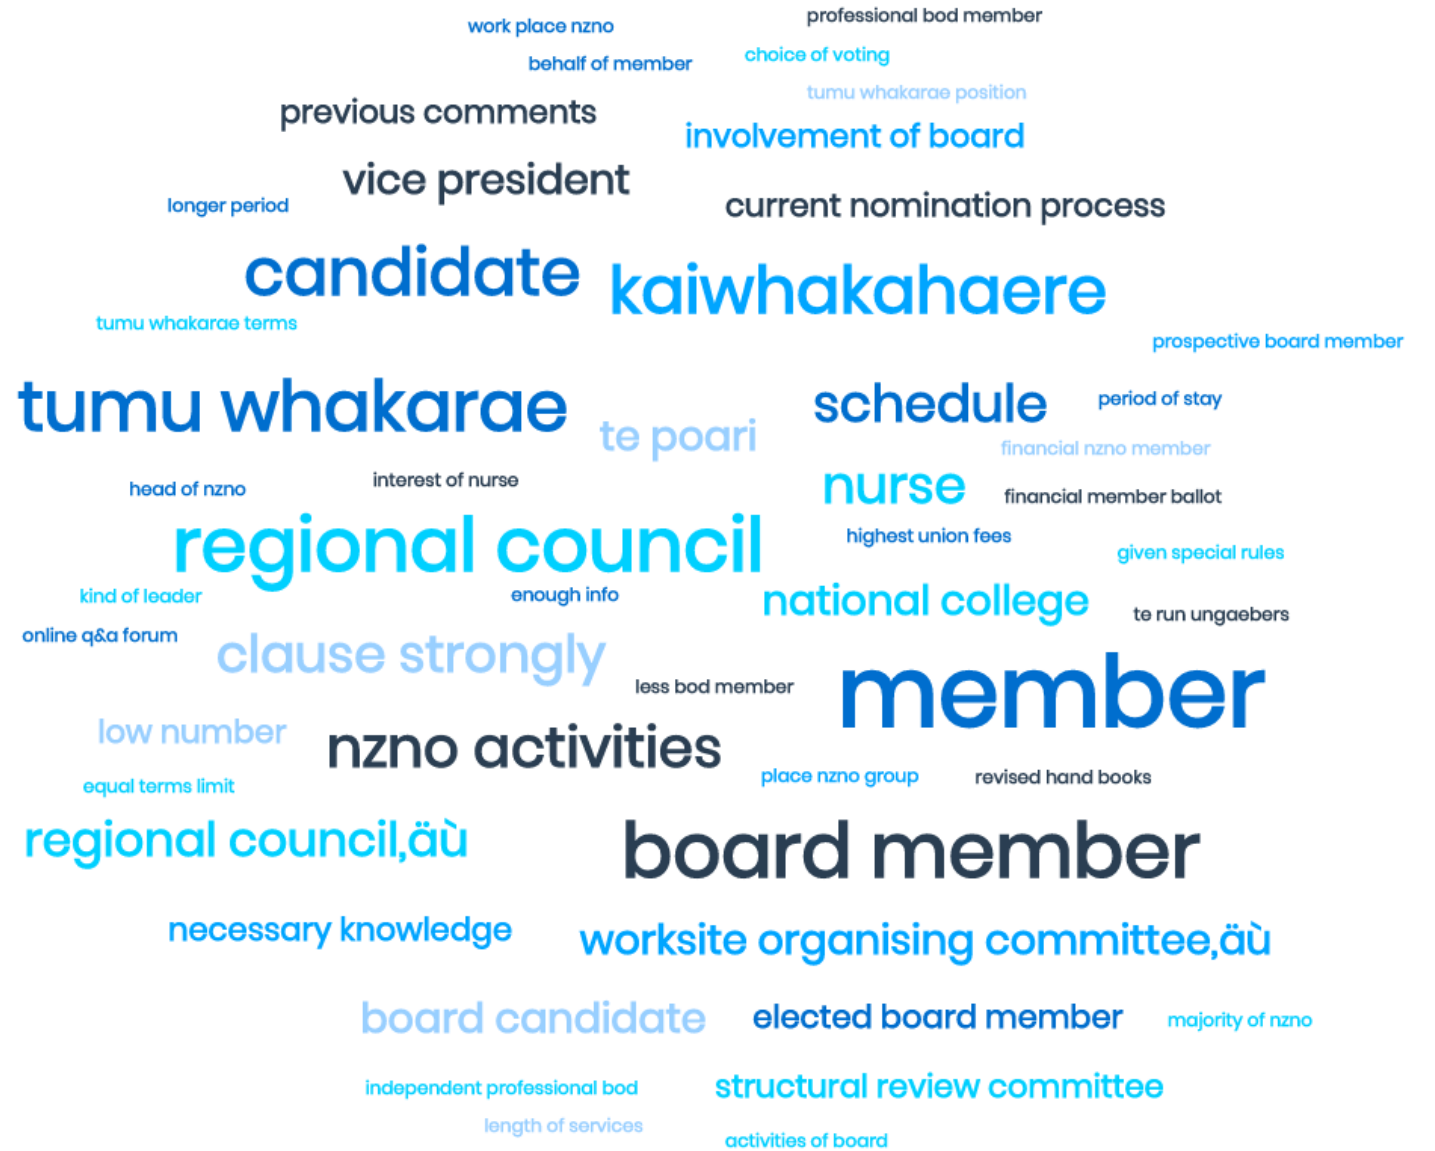 professional bod member
work place nzno
choice of voting
behalf of member
tumu whakarae position
previous comments
involvement of board
vice president
longer period
current nomination process
candidate
kaiwhakahaere
tumu whakarae terms
prospective board member
tumu whakarae
schedule
period of stay
te poari
financial nzno member
interest of nurse
head of nzno
nurse
financial member ballot
regional council
highest union fees
given special rules
kind of leader
enough info
national college
te run ungaebers
online q&a forum
clause strongly
less bod member
member
low number
nzno activities
place nzno group
revised hand books
equal terms limit
regional council,äù
board member
necessary knowledge
worksite organising committee,äù
board candidate
elected board member
majority of nzno
independent professional bod
structural review committee
length of services
activities of board